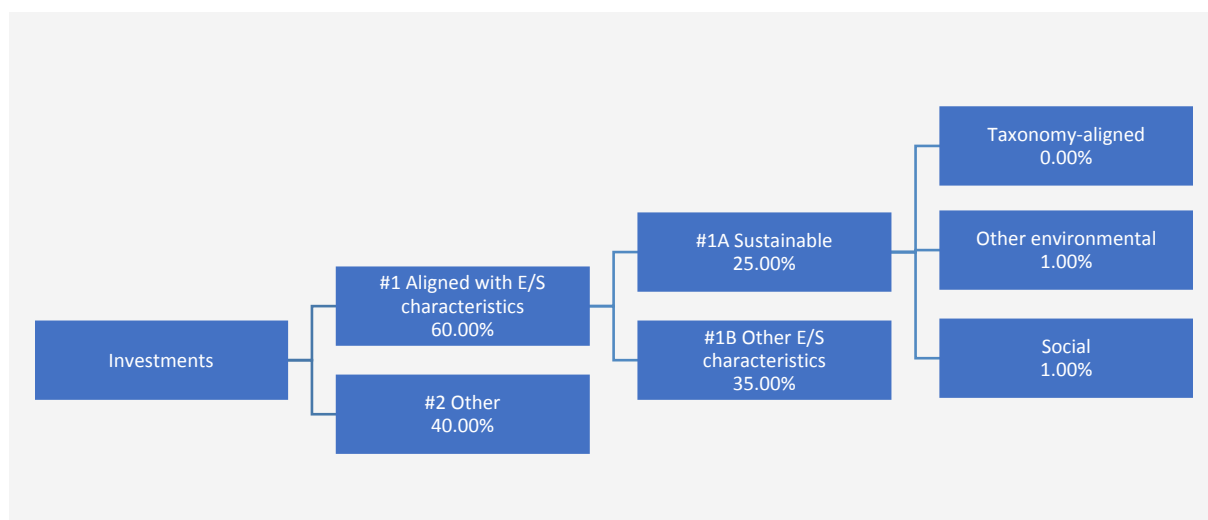 Investments
#1 Aligned with E/S
characteristics
60.00%
#2 Other
40.00%
#1A Sustainable
25.00%
#1B Other E/S
characteristics
35.00%
Taxonomy-aligned
0.00%
Other environmental
1.00%
Social
1.00%